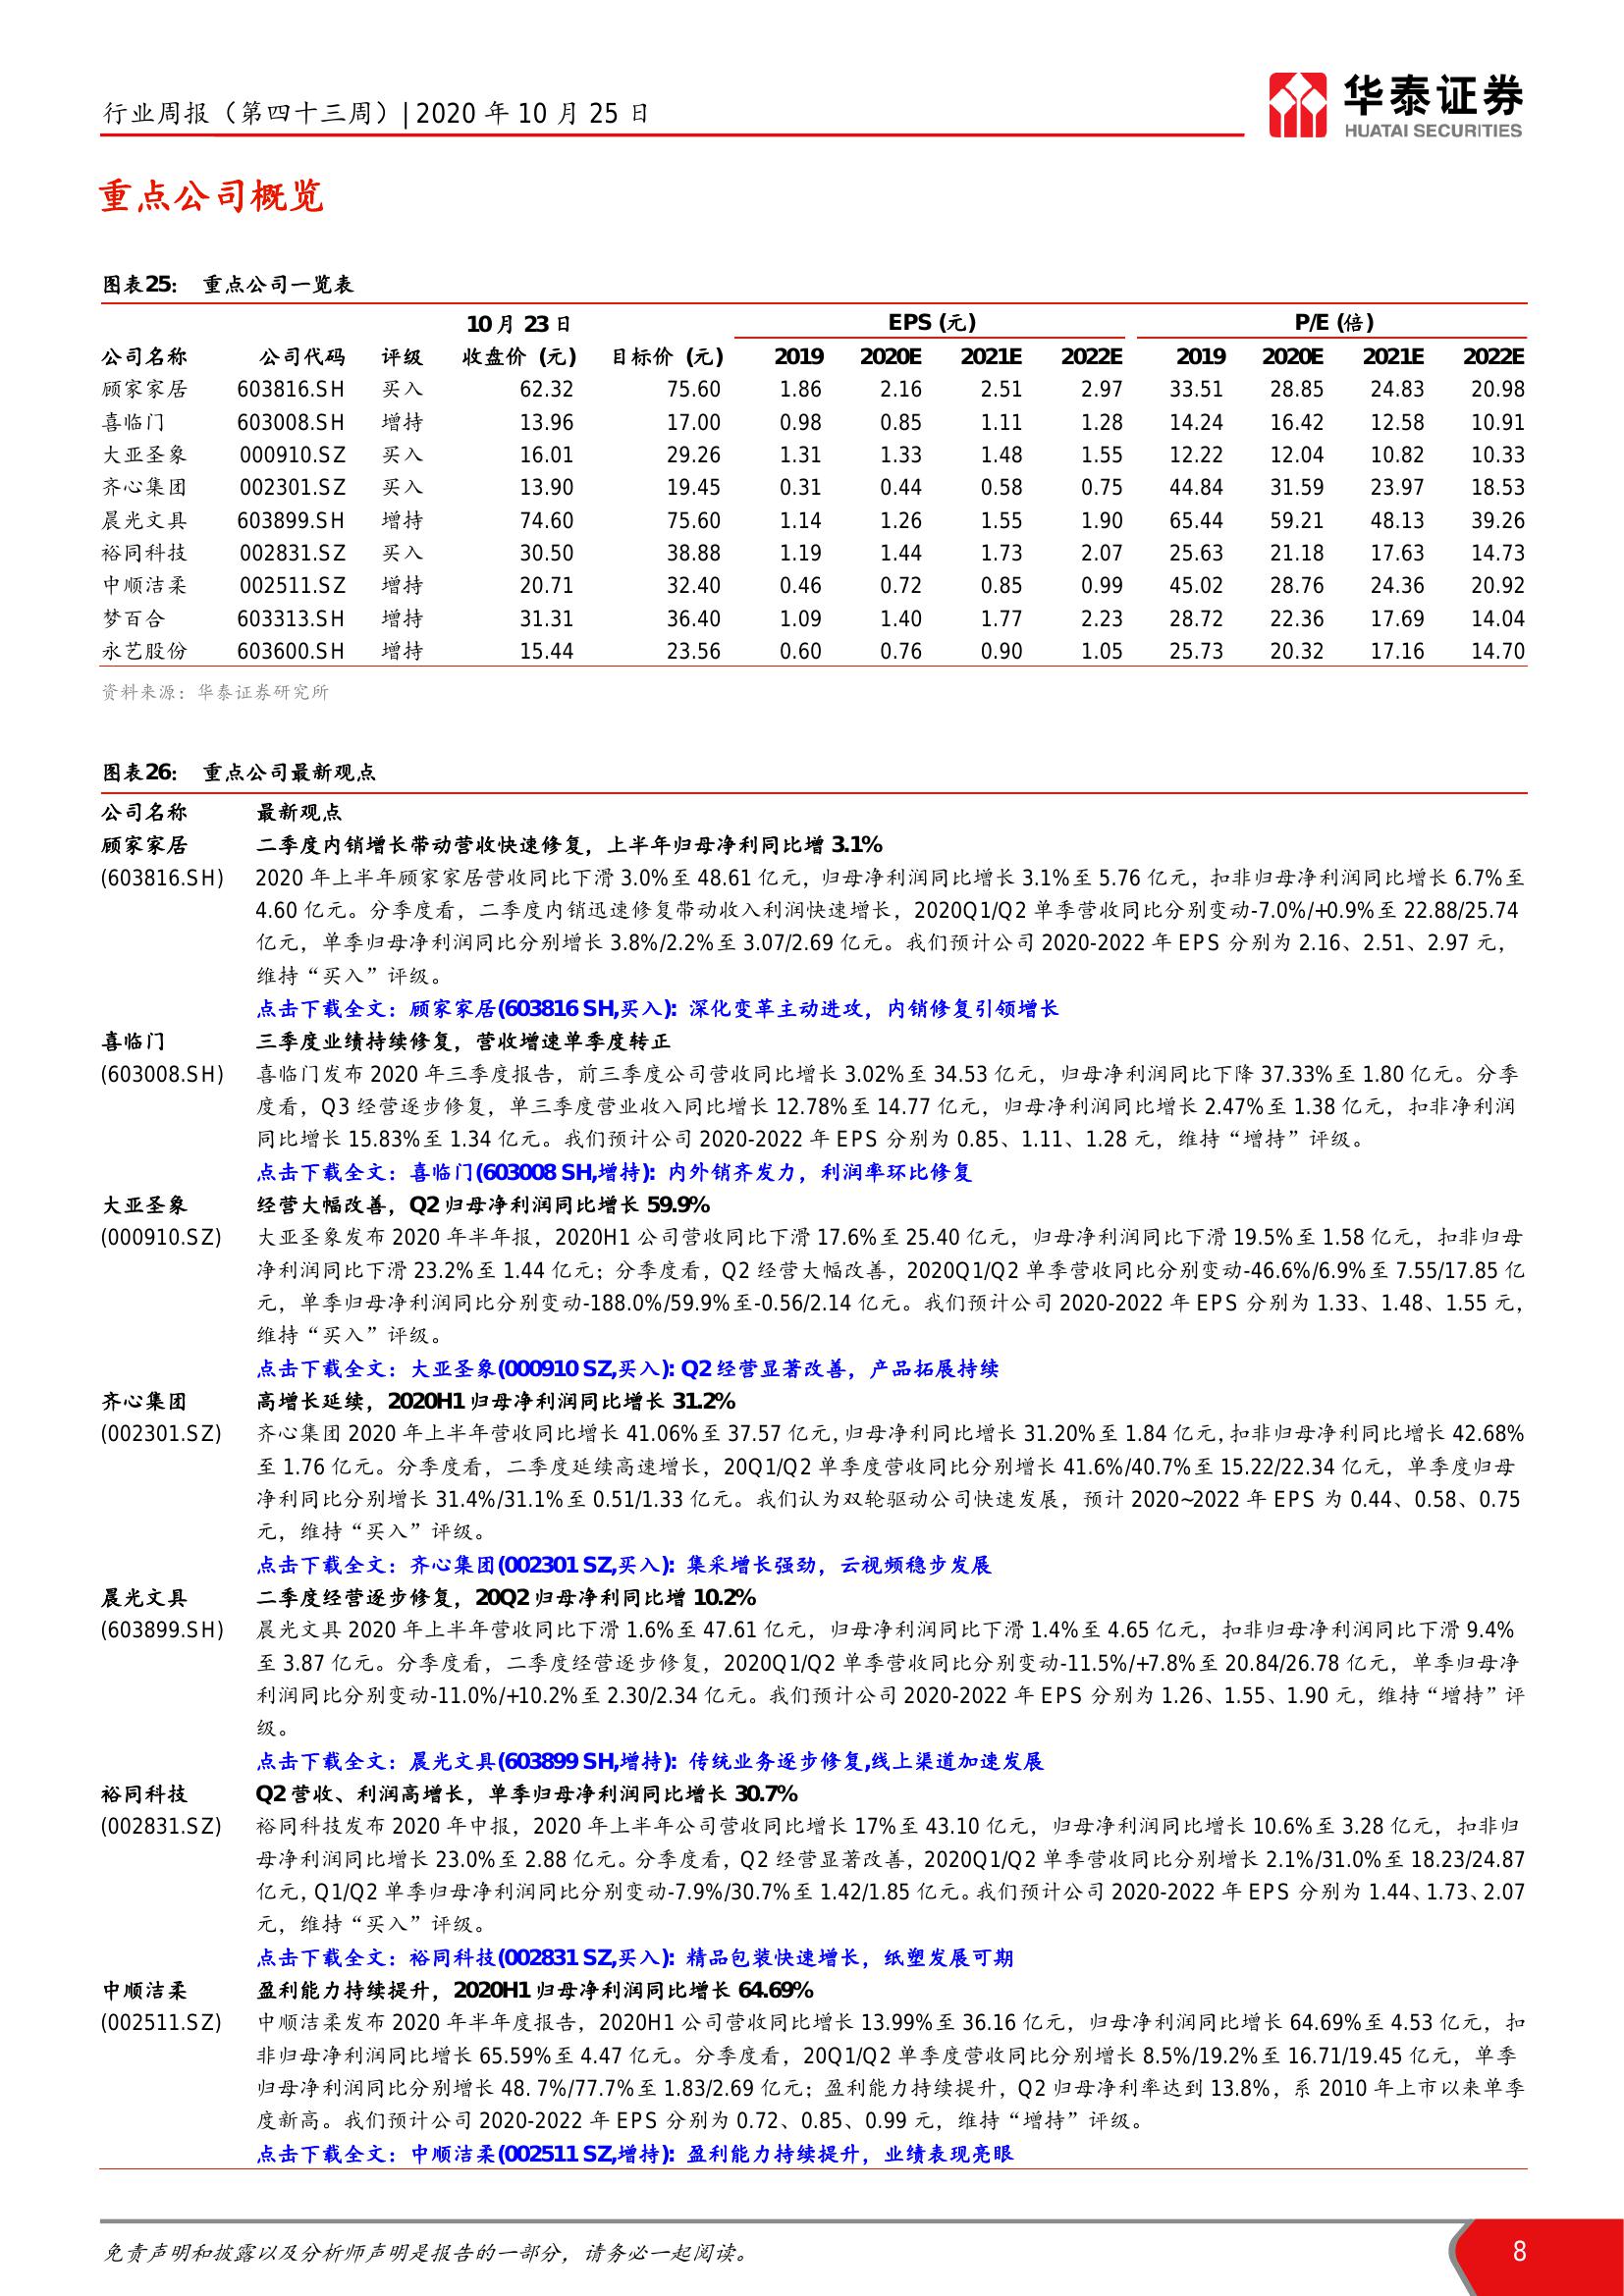 行业周报（第四十三周）| 2020 年 10 月 25 日
华泰证券
HUATAI SECURITIES
重点公司概览
图表25： 重点公司一览表
10 月 23 日 EPS (元) P/E (倍)
公司名称 公司代码 评级 收盘价 (元) 目标价 (元) 2019 2020E 2021E 2022E 2019 2020E 2021E 2022E
顾家家居 603816.SH 买入 62.32 75.60 1.86 2.16 2.51 2.97 33.51 28.85 24.83 20.98
喜临门 603008.SH 增持 13.96 17.00 0.98 0.85 1.11 1.28 14.24 16.42 12.58 10.91
大亚圣象 000910.SZ 买入 16.01 29.26 1.31 1.33 1.48 1.55 12.22 12.04 10.82 10.33
齐心集团 002301.SZ 买入 13.90 19.45 0.31 0.44 0.58 0.75 44.84 31.59 23.97 18.53
晨光文具 603899.SH 增持 74.60 75.60 1.14 1.26 1.55 1.90 65.44 59.21 48.13 39.26
裕同科技 002831.SZ 买入 30.50 38.88 1.19 1.44 1.73 2.07 25.63 21.18 17.63 14.73
中顺洁柔 002511.SZ 增持 20.71 32.40 0.46 0.72 0.85 0.99 45.02 28.76 24.36 20.92
梦百合 603313.SH 增持 31.31 36.40 1.09 1.40 1.77 2.23 28.72 22.36 17.69 14.04
永艺股份 603600.SH 增持 15.44 23.56 0.60 0.76 0.90 1.05 25.73 20.32 17.16 14.70
资料来源：华泰证券研究所
图表26： 重点公司最新观点
公司名称 最新观点
顾家家居 二季度内销增长带动营收快速修复，上半年归母净利同比增 3.1%
(603816.SH) 2020 年上半年顾家家居营收同比下滑 3.0%至 48.61 亿元，归母净利润同比增长 3.1%至 5.76 亿元，扣非归母净利润同比增长 6.7%至
4.60 亿元。分季度看，二季度内销迅速修复带动收入利润快速增长，2020Q1/Q2 单季营收同比分别变动-7.0%/+0.9%至 22.88/25.74
亿元，单季归母净利润同比分别增长 3.8%/2.2%至 3.07/2.69 亿元。我们预计公司 2020-2022 年 EPS 分别为 2.16、2.51、2.97 元，
维持“买入”评级。
点击下载全文：顾家家居(603816 SH,买入): 深化变革主动进攻，内销修复引领增长
喜临门 三季度业绩持续修复，营收增速单季度转正
(603008.SH) 喜临门发布 2020 年三季度报告，前三季度公司营收同比增长 3.02%至 34.53 亿元，归母净利润同比下降 37.33%至 1.80 亿元。分季
度看，Q3 经营逐步修复，单三季度营业收入同比增长 12.78%至 14.77 亿元，归母净利润同比增长 2.47%至 1.38 亿元，扣非净利润
同比增长 15.83%至 1.34 亿元。我们预计公司 2020-2022 年 EPS 分别为 0.85、1.11、1.28 元，维持“增持”评级。
点击下载全文：喜临门(603008 SH,增持): 内外销齐发力，利润率环比修复
大亚圣象 经营大幅改善，Q2 归母净利润同比增长 59.9%
(000910.SZ) 大亚圣象发布 2020 年半年报，2020H1 公司营收同比下滑 17.6%至 25.40 亿元，归母净利润同比下滑 19.5%至 1.58 亿元，扣非归母
净利润同比下滑 23.2%至 1.44 亿元；分季度看，Q2 经营大幅改善，2020Q1/Q2 单季营收同比分别变动-46.6%/6.9%至 7.55/17.85 亿
元，单季归母净利润同比分别变动-188.0%/59.9%至-0.56/2.14 亿元。我们预计公司 2020-2022 年 EPS 分别为 1.33、1.48、1.55 元，
维持“买入”评级。
点击下载全文：大亚圣象(000910 SZ,买入): Q2 经营显著改善，产品拓展持续
齐心集团 高增长延续，2020H1 归母净利润同比增长 31.2%
(002301.SZ) 齐心集团 2020 年上半年营收同比增长 41.06%至 37.57 亿元，归母净利同比增长 31.20%至 1.84 亿元，扣非归母净利同比增长 42.68%
至 1.76 亿元。分季度看，二季度延续高速增长，20Q1/Q2 单季度营收同比分别增长 41.6%/40.7%至 15.22/22.34 亿元，单季度归母
净利同比分别增长 31.4%/31.1%至 0.51/1.33 亿元。我们认为双轮驱动公司快速发展，预计 2020~2022 年 EPS 为 0.44、0.58、0.75
元，维持“买入”评级。
点击下载全文：齐心集团(002301 SZ,买入): 集采增长强劲，云视频稳步发展
晨光文具 二季度经营逐步修复，20Q2 归母净利同比增 10.2%
(603899.SH) 晨光文具 2020 年上半年营收同比下滑 1.6%至 47.61 亿元，归母净利润同比下滑 1.4%至 4.65 亿元，扣非归母净利润同比下滑 9.4%
至 3.87 亿元。分季度看，二季度经营逐步修复，2020Q1/Q2 单季营收同比分别变动-11.5%/+7.8%至 20.84/26.78 亿元，单季归母净
利润同比分别变动-11.0%/+10.2%至 2.30/2.34 亿元。我们预计公司 2020-2022 年 EPS 分别为 1.26、1.55、1.90 元，维持“增持”评
级。
点击下载全文：晨光文具(603899 SH,增持): 传统业务逐步修复,线上渠道加速发展
裕同科技 Q2 营收、利润高增长，单季归母净利润同比增长 30.7%
(002831.SZ) 裕同科技发布 2020 年中报，2020 年上半年公司营收同比增长 17%至 43.10 亿元，归母净利润同比增长 10.6%至 3.28 亿元，扣非归
母净利润同比增长 23.0%至 2.88 亿元。分季度看，Q2 经营显著改善，2020Q1/Q2 单季营收同比分别增长 2.1%/31.0%至 18.23/24.87
亿元，Q1/Q2 单季归母净利润同比分别变动-7.9%/30.7%至 1.42/1.85 亿元。我们预计公司 2020-2022 年 EPS 分别为 1.44、1.73、2.07
元，维持“买入”评级。
点击下载全文：裕同科技(002831 SZ,买入): 精品包装快速增长，纸塑发展可期
中顺洁柔 盈利能力持续提升，2020H1 归母净利润同比增长 64.69%
(002511.SZ) 中顺洁柔发布 2020 年半年度报告，2020H1 公司营收同比增长 13.99%至 36.16 亿元，归母净利润同比增长 64.69%至 4.53 亿元，扣
非归母净利润同比增长 65.59%至 4.47 亿元。分季度看，20Q1/Q2 单季度营收同比分别增长 8.5%/19.2%至 16.71/19.45 亿元，单季
归母净利润同比分别增长 48. 7%/77.7%至 1.83/2.69 亿元；盈利能力持续提升，Q2 归母净利率达到 13.8%，系 2010 年上市以来单季
度新高。我们预计公司 2020-2022 年 EPS 分别为 0.72、0.85、0.99 元，维持“增持”评级。
点击下载全文：中顺洁柔(002511 SZ,增持): 盈利能力持续提升，业绩表现亮眼
免责声明和披露以及分析师声明是报告的一部分，请务必一起阅读。 8